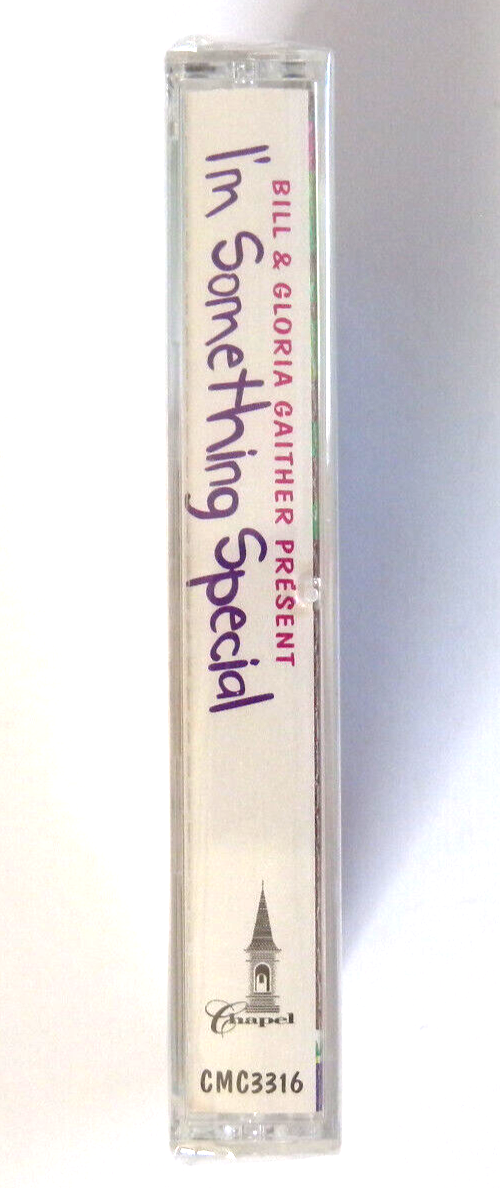 BILL & GLORIA GAITHER PRESENT
I'm Something Special
Chapel
CMC3316